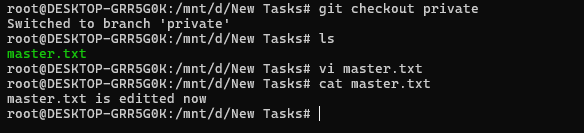 root@DESKTOP-GRR5G0K:/mnt/d/New Tasks# git checkout private
Switched to branch 'private'
root@DESKTOP-GRR5G0K:/mnt/d/New Tasks# ls
master.txt
root@DESKTOP-GRR5G0K:/mnt/d/New Tasks# vi master.txt
root@DESKTOP-GRR5G0K:/mnt/d/New Tasks# cat master.txt
master.txt is editted now
root@DESKTOP-GRR5G0K:/mnt/d/New Tasks#